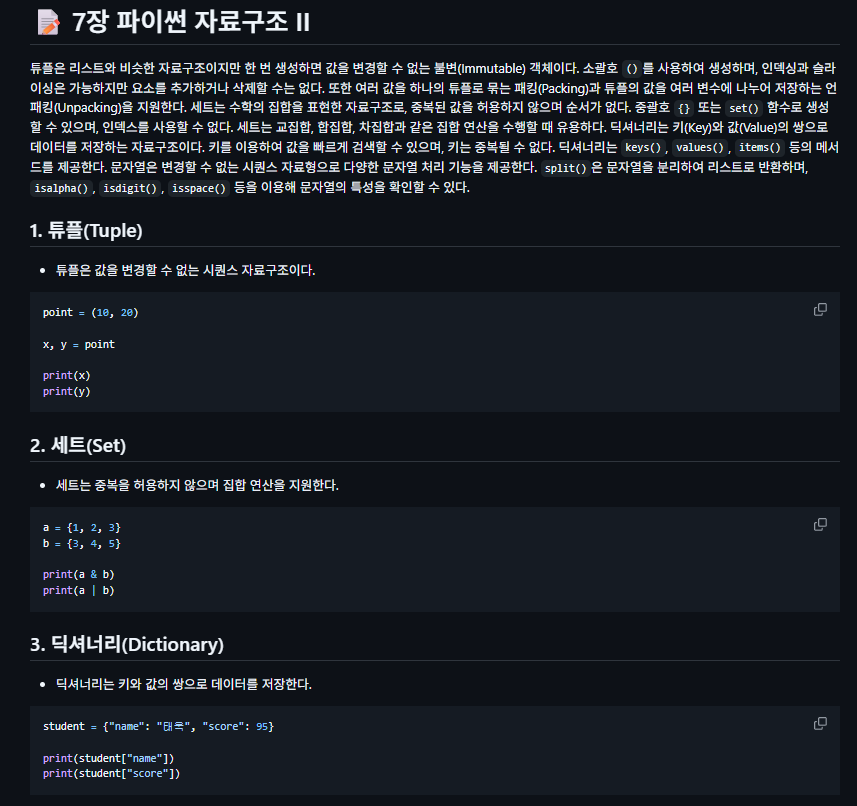 📝 7장 파이썬 자료구조 II
튜플은 리스트와 비슷한 자료구조이지만 한 번 생성하면 값을 변경할 수 없는 불변(Immutable) 객체이다. 소괄호 () 를 사용하여 생성하며, 인덱싱과 슬라
이싱은 가능하지만 요소를 추가하거나 삭제할 수는 없다. 또한 여러 값을 하나의 튜플로 묶는 패킹(Packing)과 튜플의 값을 여러 변수에 나누어 저장하는 언
패킹(Unpacking)을 지원한다. 세트는 수학의 집합을 표현한 자료구조로, 중복된 값을 허용하지 않으며 순서가 없다. 중괄호 {} 또는 set() 함수로 생성
할 수 있으며, 인덱스를 사용할 수 없다. 세트는 교집합, 합집합, 차집합과 같은 집합 연산을 수행할 때 유용하다. 딕셔너리는 키(Key)와 값(Value)의 쌍으로
데이터를 저장하는 자료구조이다. 키를 이용하여 값을 빠르게 검색할 수 있으며, 키는 중복될 수 없다. 딕셔너리는 keys(), values(), items() 등의 메서
드를 제공한다. 문자열은 변경할 수 없는 시퀀스 자료형으로 다양한 문자열 처리 기능을 제공한다. split()은 문자열을 분리하여 리스트로 반환하며,
isalpha(), isdigit(), isspace() 등을 이용해 문자열의 특성을 확인할 수 있다.
1. 튜플(Tuple)
• 튜플은 값을 변경할 수 없는 시퀀스 자료구조이다.
point = (10, 20)
x, y = point
print(x)
print(y)
2. 세트(Set)
• 세트는 중복을 허용하지 않으며 집합 연산을 지원한다.
a = {1, 2, 3}
b = {3, 4, 5}
print(a & b)
print(a | b)
3. 딕셔너리(Dictionary)
• 딕셔너리는 키와 값의 쌍으로 데이터를 저장한다.
student = {"name": "태욱", "score": 95}
print(student["name"])
print(student["score"])